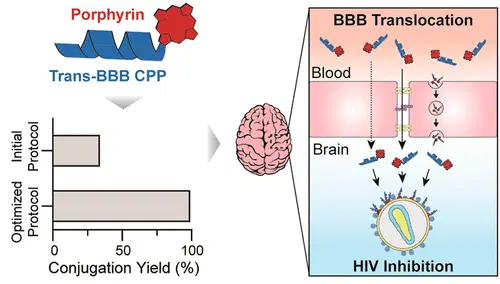 Porphyrin
Trans-BBB CPP
Initial
Protocol
Optimized
Protocol
0
50
100
Conjugation Yield (%)
BBB Translocation
Blood
Brain
HIV Inhibition